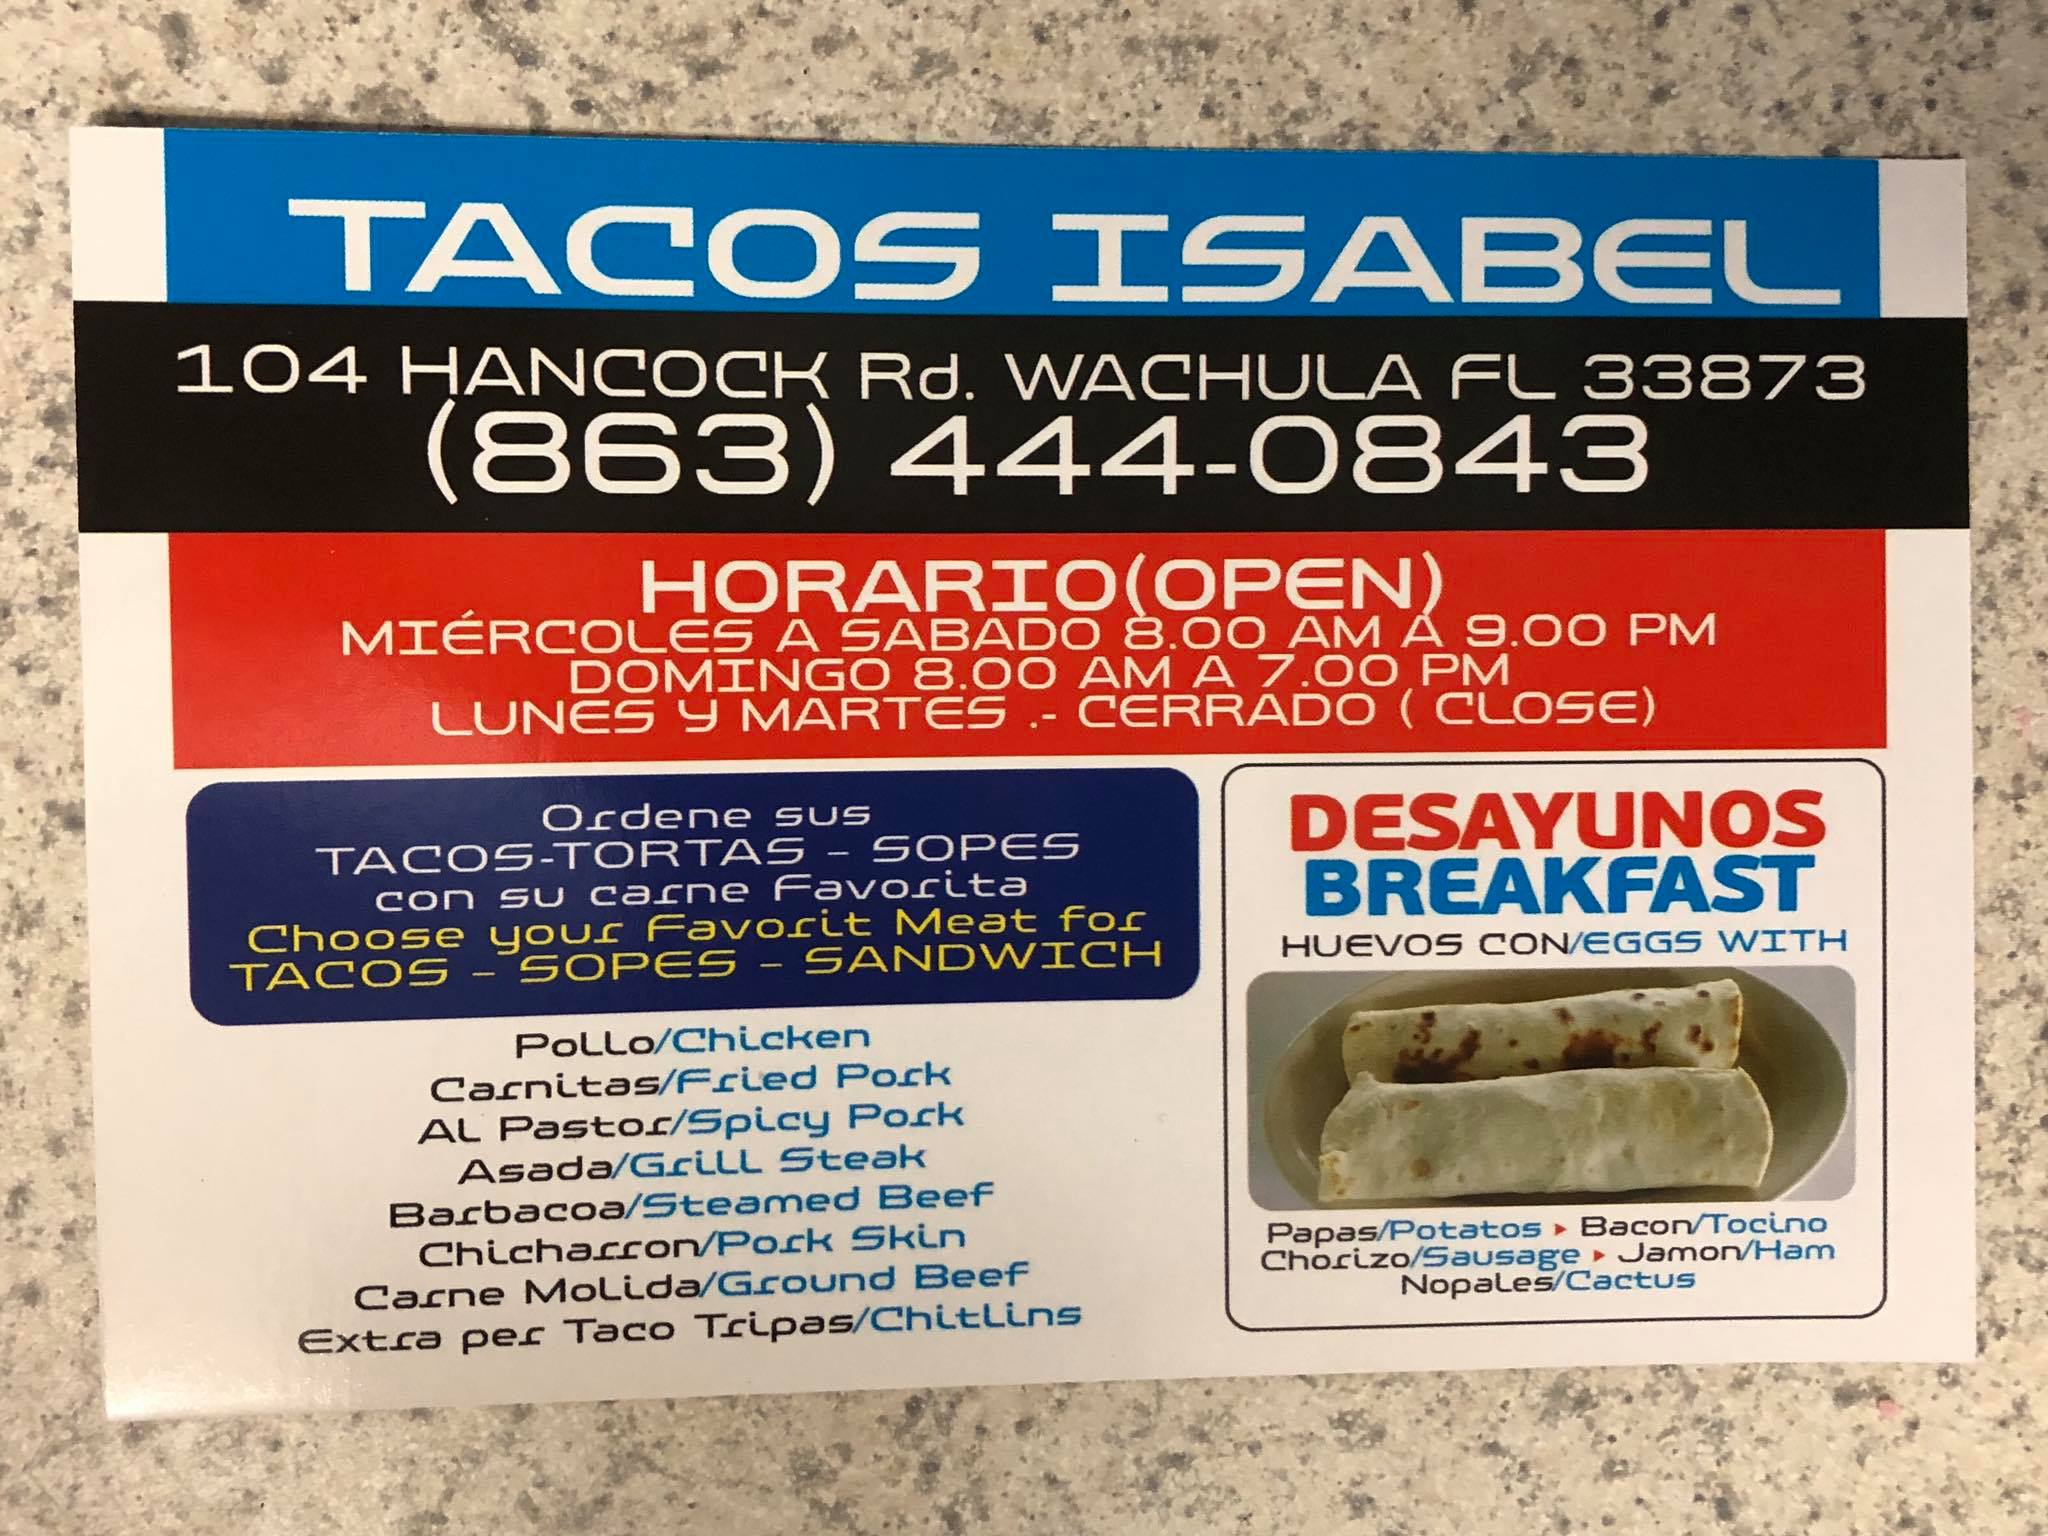 TACOS ISABEL
104 HANCOCK Rd. WACHULA FL 33873
(863) 444-0843
HORARIO(OPEN)
MIÉRCOLES A SABADO 8.00 AM A 9.00 PM
DOMINGO 8.00 AM A 7.00 PM
LUNES Y MARTES .- CERRADO ( CLOSE)
Ordene sus
TACOS-TORTAS - SOPES
con su carne Favorita
Choose your Favorit Meat for
TACOS - SOPES - SANDWICH
Pollo/Chicken
Carnitas/Fried Pork
Al Pastor/Spicy Pork
Asada/Grill Steak
Barbacoa/Steamed Beef
Chicharron/Pork Skin
Carne Molida/Ground Beef
Extra per Taco Tripas/Chitlins
DESAYUNOS
BREAKFAST
HUEVOS CON/EGGS WITH
Papas/Potatos ▸ Bacon/Tocino
Chorizo/Sausage ▸ Jamon/Ham
Nopales/Cactus